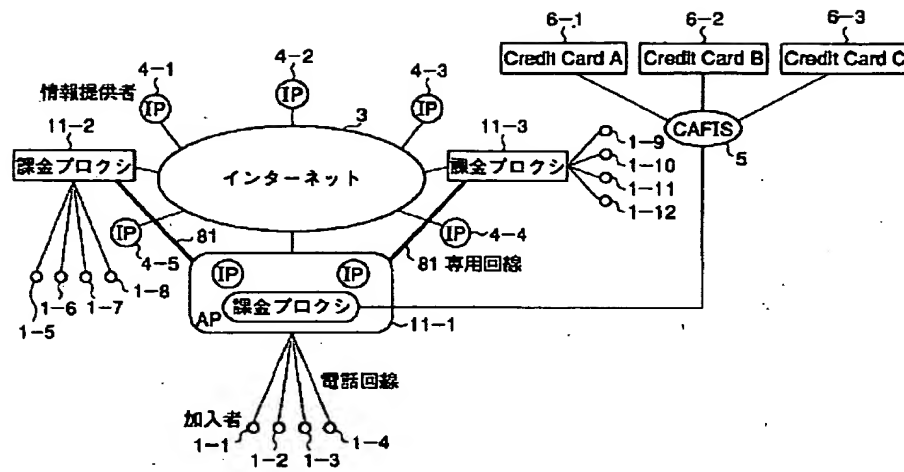 6-1
6-2
6-3
Credit Card A
Credit Card B
Credit Card C
4-1
4-2
4-3
情報提供者
IP
IP
IP
3
11-2
11-3
CAFIS
5
課金プロクシ
インターネット
課金プロクシ
1-9
1-10
1-11
1-12
IP
IP
81
4-5
4-4
81 専用回線
1-5
1-6
1-7
1-8
IP
IP
AP
課金プロクシ
11-1
電話回線
加入者
1-1
1-2
1-3
1-4